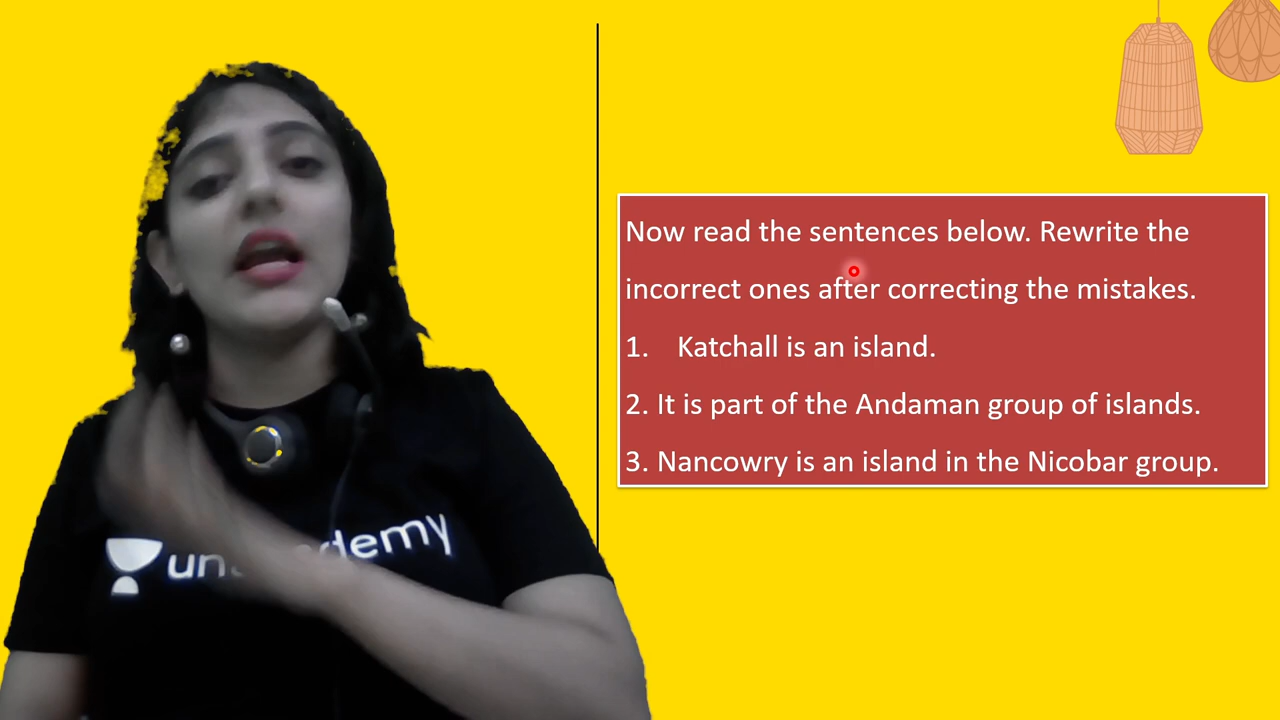 Now read the sentences below. Rewrite the
incorrect ones after correcting the mistakes.
1. Katchall is an island.
2. It is part of the Andaman group of islands.
3. Nancowry is an island in the Nicobar group.